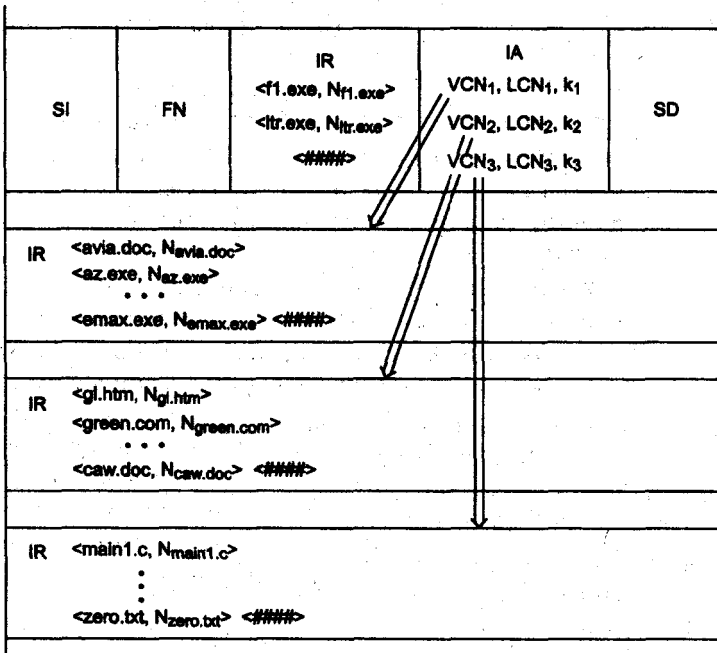 SI
FN
IR
<f1.exe, Nf1.exe>
<ltr.exe, Nltr.exe>
<####>
IA
VCN1, LCN1, k1
VCN2, LCN2, k2
VCN3, LCN3, k3
SD
IR <avia.doc, Navia.doc>
<az.exe, Naz.exe>
• • •
<emax.exe, Nemax.exe> <####>
IR <gl.htm, Ngl.htm>
<green.com, Ngreen.com>
• • •
<caw.doc, Ncaw.doc> <####>
IR <main1.c, Nmain1.c>
<zero.txt, Nzero.txt> <####>